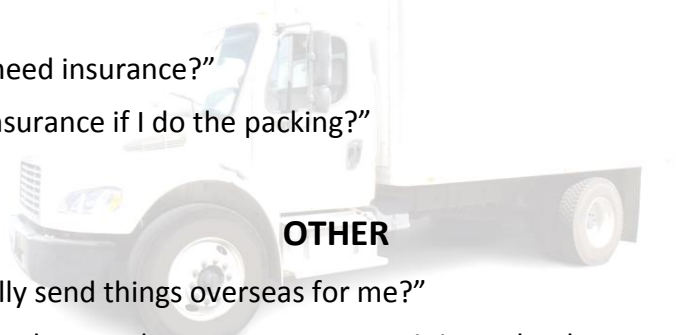 need insurance?”
nsurance if I do the packing?”
OTHER
lly send things overseas for me?”